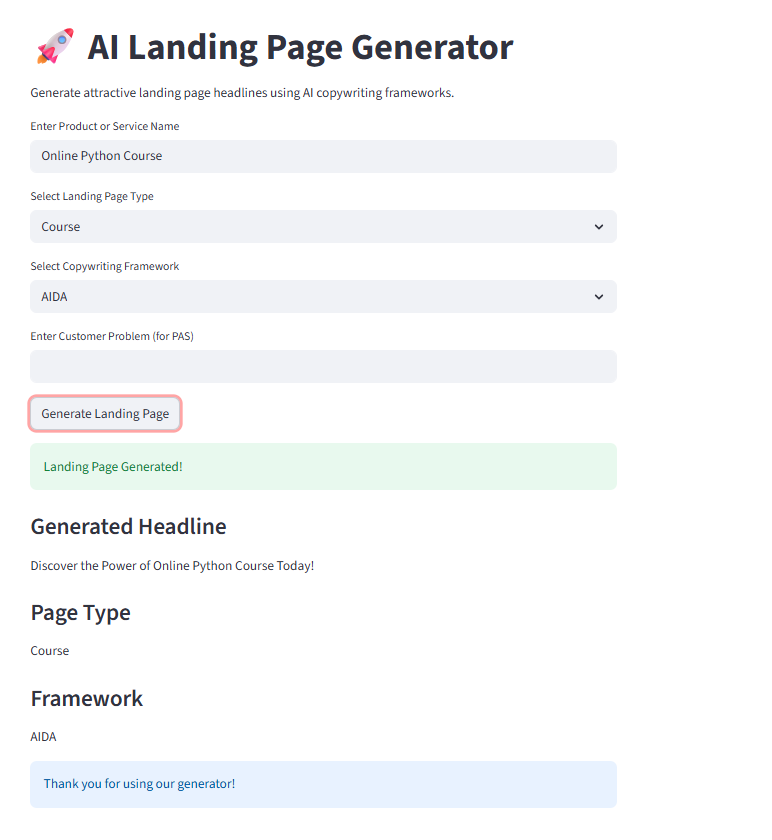 🚀 AI Landing Page Generator
Generate attractive landing page headlines using AI copywriting frameworks.
Enter Product or Service Name
Online Python Course
Select Landing Page Type
Course
Select Copywriting Framework
AIDA
Enter Customer Problem (for PAS)
Generate Landing Page
Landing Page Generated!
Generated Headline
Discover the Power of Online Python Course Today!
Page Type
Course
Framework
AIDA
Thank you for using our generator!